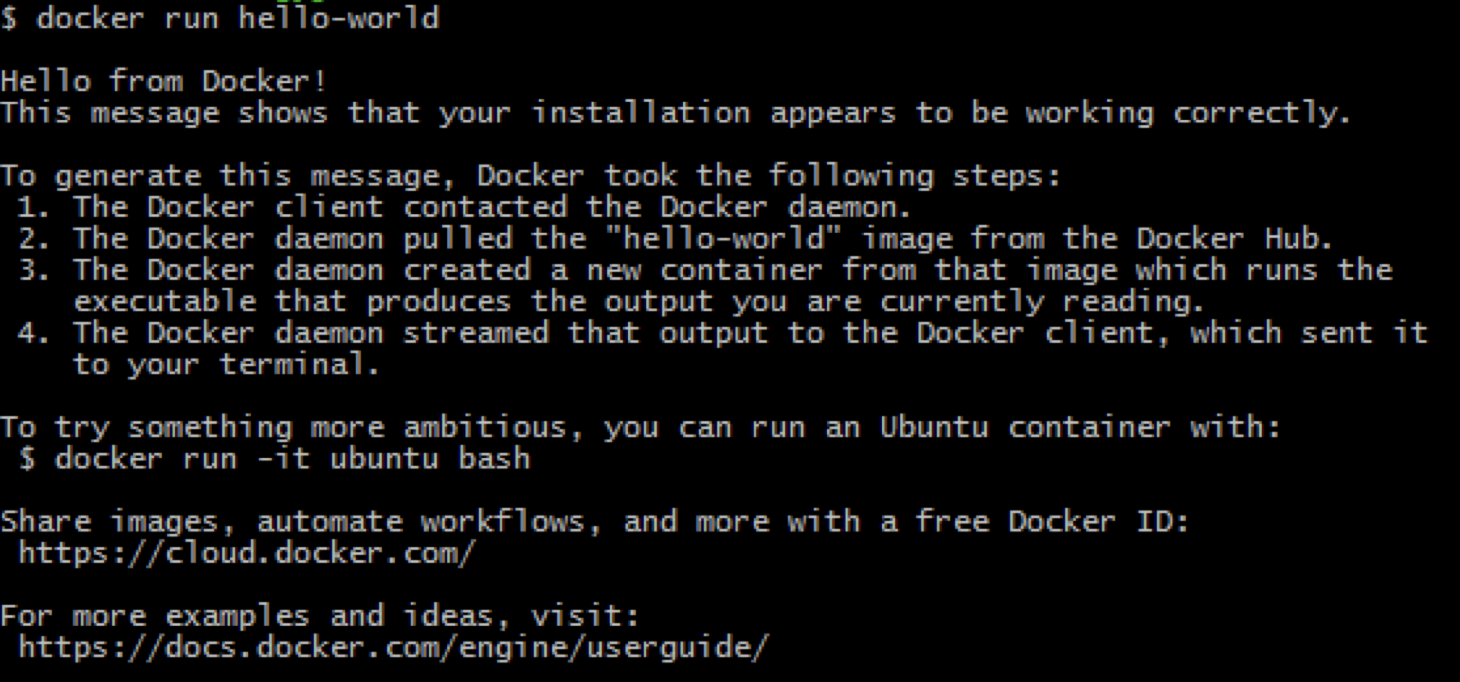 $ docker run hello-world
Hello from Docker!
This message shows that your installation appears to be working correctly.
To generate this message, Docker took the following steps:
1. The Docker client contacted the Docker daemon.
2. The Docker daemon pulled the "hello-world" image from the Docker Hub.
3. The Docker daemon created a new container from that image which runs the
executable that produces the output you are currently reading.
4. The Docker daemon streamed that output to the Docker client, which sent it
to your terminal.
To try something more ambitious, you can run an Ubuntu container with:
$ docker run -it ubuntu bash
Share images, automate workflows, and more with a free Docker ID:
https://cloud.docker.com/
For more examples and ideas, visit:
https://docs.docker.com/engine/userguide/